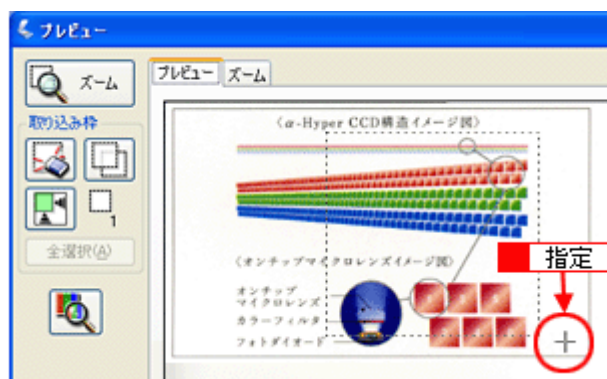 プレビュー
ズーム
プレビュー ズーム
取り込み枠
1
全選択(A)
〈α-Hyper CCD構造イメージ図〉
〈オンチップマイクロレンズイメージ図〉
指定
オンチップ
マイクロレンズ
カラーフィルタ
フォトダイオード